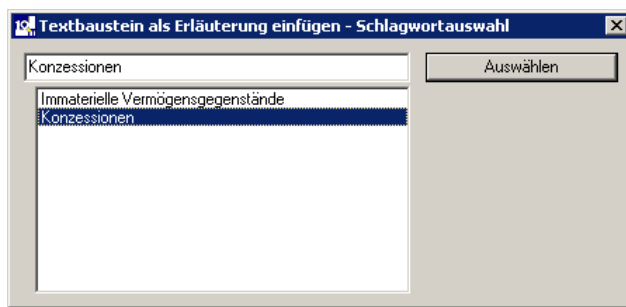 Textbaustein als Erläuterung einfügen - Schlagwortauswahl
Konzessionen
Auswählen
Immaterielle Vermögensgegenstände
Konzessionen